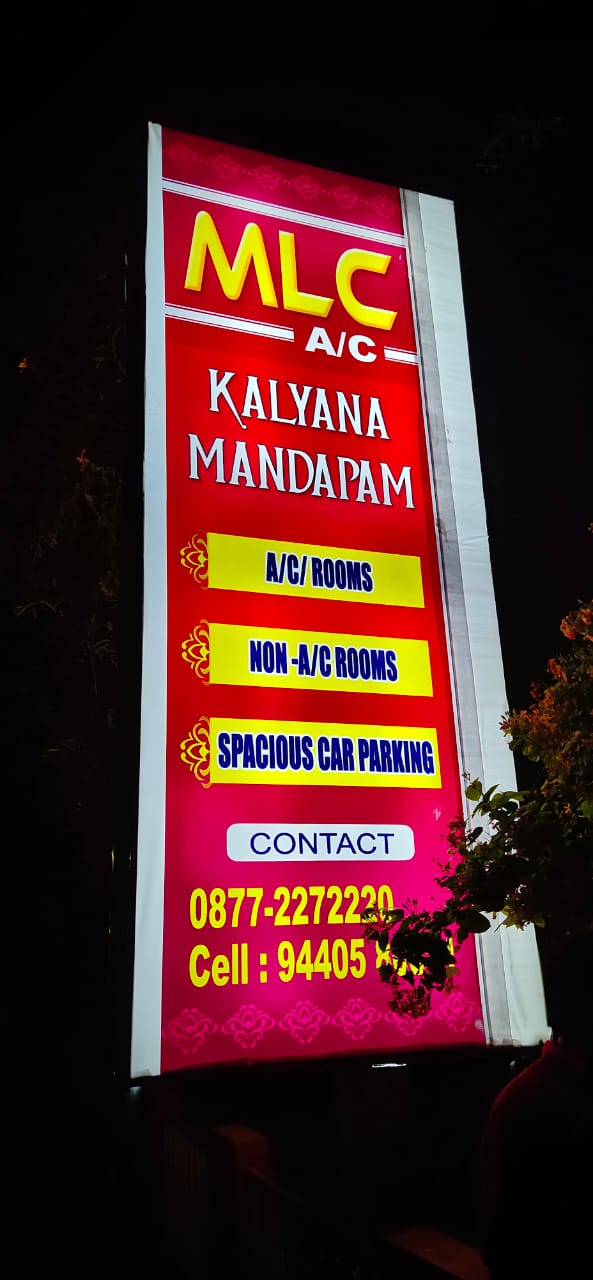 MLC
A/C
KALYANA
MANDAPAM
A/C/ ROOMS
NON-A/C ROOMS
SPACIOUS CAR PARKING
CONTACT
0877-2272220
Cell : 94405